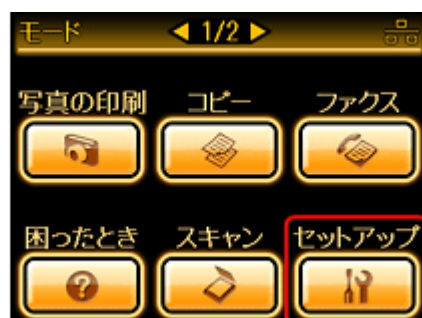 モード ◀ 1/2 ▶
写真の印刷 コピー ファクス
困ったとき スキャン セットアップ